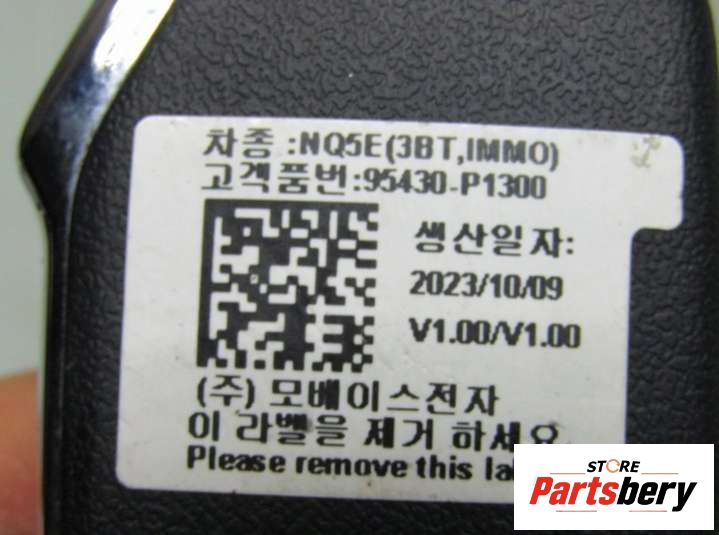 차종 :NQ5E(3BT,IMMO)
고객품번:95430-P1300
생산일자:
2023/10/09
V1.00/V1.00
(주) 모베이스전자
이 라벨을 제거 하세요
Please remove this
STORE
Partsbery